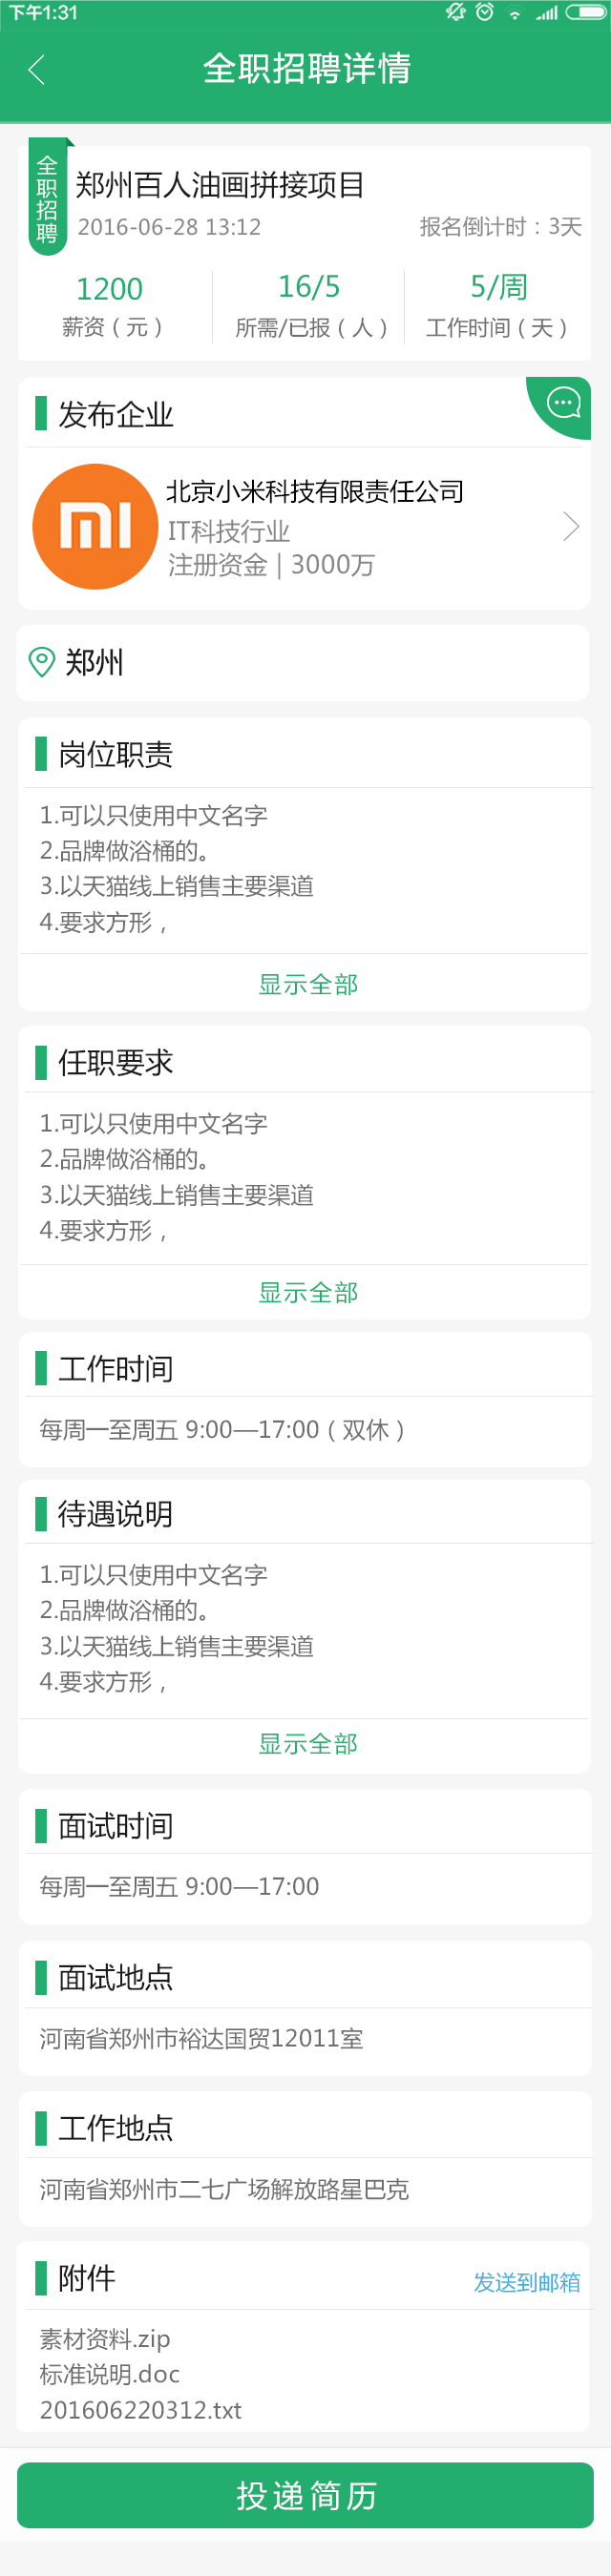 下午1:31
全职招聘详情
全职招聘
郑州百人油画拼接项目
2016-06-28 13:12
报名倒计时：3天
1200
16/5
5/周
薪资（元）
所需/已报（人）
工作时间（天）
发布企业
北京小米科技有限责任公司
IT科技行业
注册资金 | 3000万
郑州
岗位职责
1.可以只使用中文名字
2.品牌做浴桶的。
3.以天猫线上销售主要渠道
4.要求方形，
显示全部
任职要求
1.可以只使用中文名字
2.品牌做浴桶的。
3.以天猫线上销售主要渠道
4.要求方形，
显示全部
工作时间
每周一至周五 9:00—17:00（双休）
待遇说明
1.可以只使用中文名字
2.品牌做浴桶的。
3.以天猫线上销售主要渠道
4.要求方形，
显示全部
面试时间
每周一至周五 9:00—17:00
面试地点
河南省郑州市裕达国贸12011室
工作地点
河南省郑州市二七广场解放路星巴克
附件
发送到邮箱
素材资料.zip
标准说明.doc
201606220312.txt
投递简历